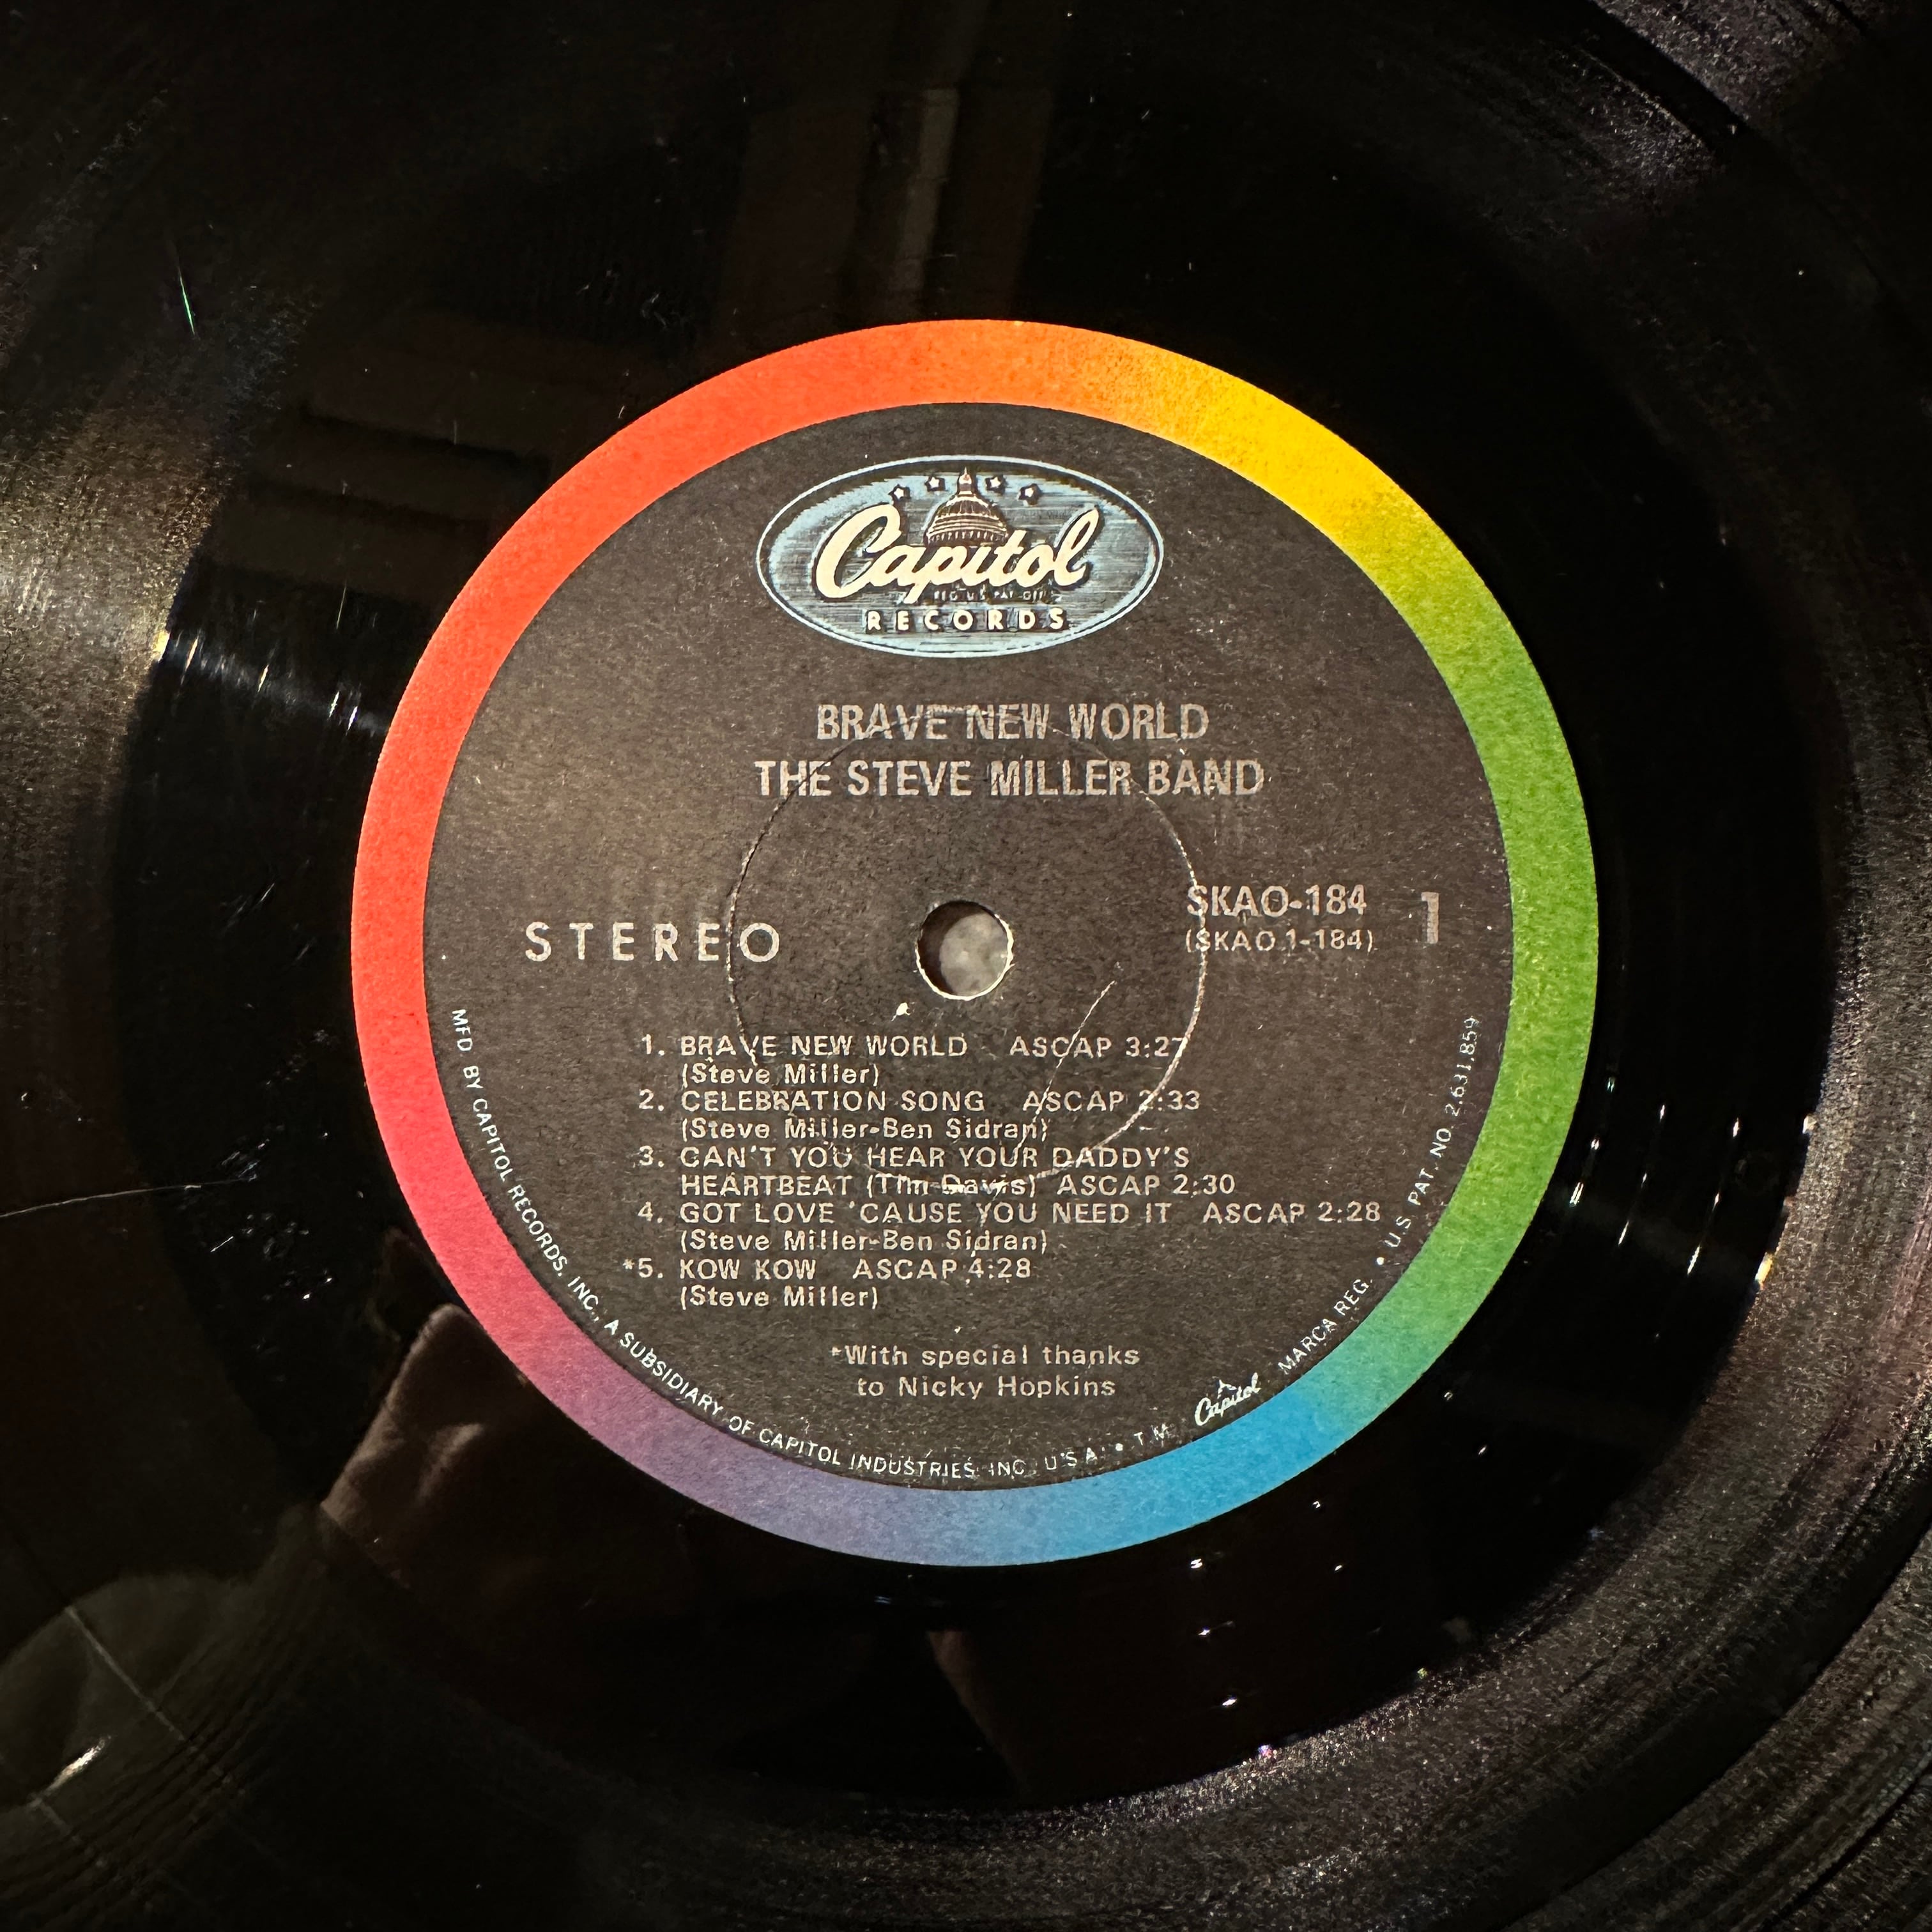 Capitol
REG. U.S. PAT. OFF.
RECORDS
BRAVE NEW WORLD
THE STEVE MILLER BAND
STEREO
SKAO-184
(SKAO 1-184)
1
1. BRAVE NEW WORLD ASCAP 3:27
(Steve Miller)
2. CELEBRATION SONG ASCAP 2:33
(Steve Miller-Ben Sidran)
3. CAN'T YOU HEAR YOUR DADDY'S
HEARTBEAT (Tim Davis) ASCAP 2:30
4. GOT LOVE 'CAUSE YOU NEED IT ASCAP 2:28
(Steve Miller-Ben Sidran)
*5. KOW KOW ASCAP 4:28
(Steve Miller)
*With special thanks
to Nicky Hopkins
MFD BY CAPITOL RECORDS, INC., A SUBSIDIARY OF CAPITOL INDUSTRIES, INC., U.S.A. • T.M. Capitol MARCA REG. • U.S. PAT. NO. 2,631,859